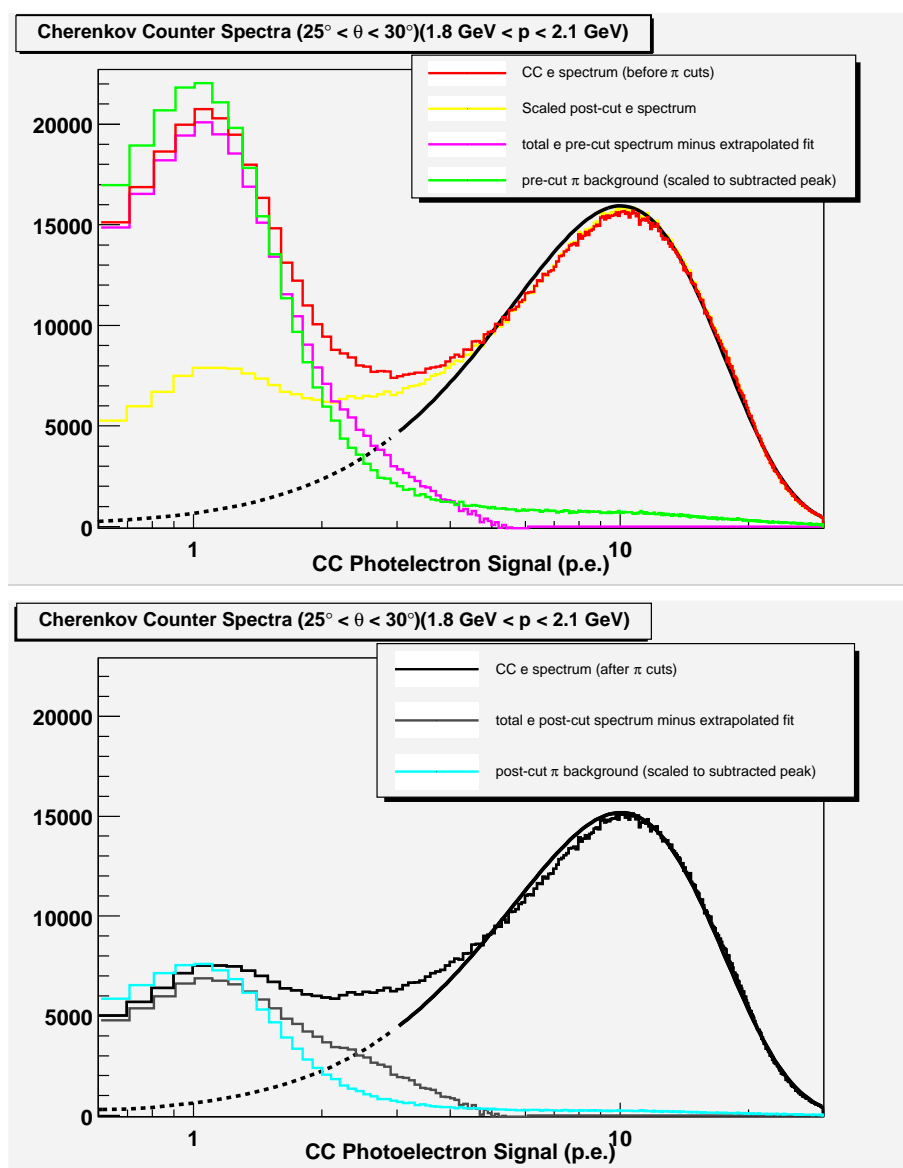 Cherenkov Counter Spectra (25° < θ < 30°)(1.8 GeV < p < 2.1 GeV)
CC e spectrum (before π cuts)
Scaled post-cut e spectrum
total e pre-cut spectrum minus extrapolated fit
pre-cut π background (scaled to subtracted peak)
20000
15000
10000
5000
0
1
10
CC Photelectron Signal (p.e.)
Cherenkov Counter Spectra (25° < θ < 30°)(1.8 GeV < p < 2.1 GeV)
CC e spectrum (after π cuts)
total e post-cut spectrum minus extrapolated fit
post-cut π background (scaled to subtracted peak)
20000
15000
10000
5000
0
1
10
CC Photoelectron Signal (p.e.)